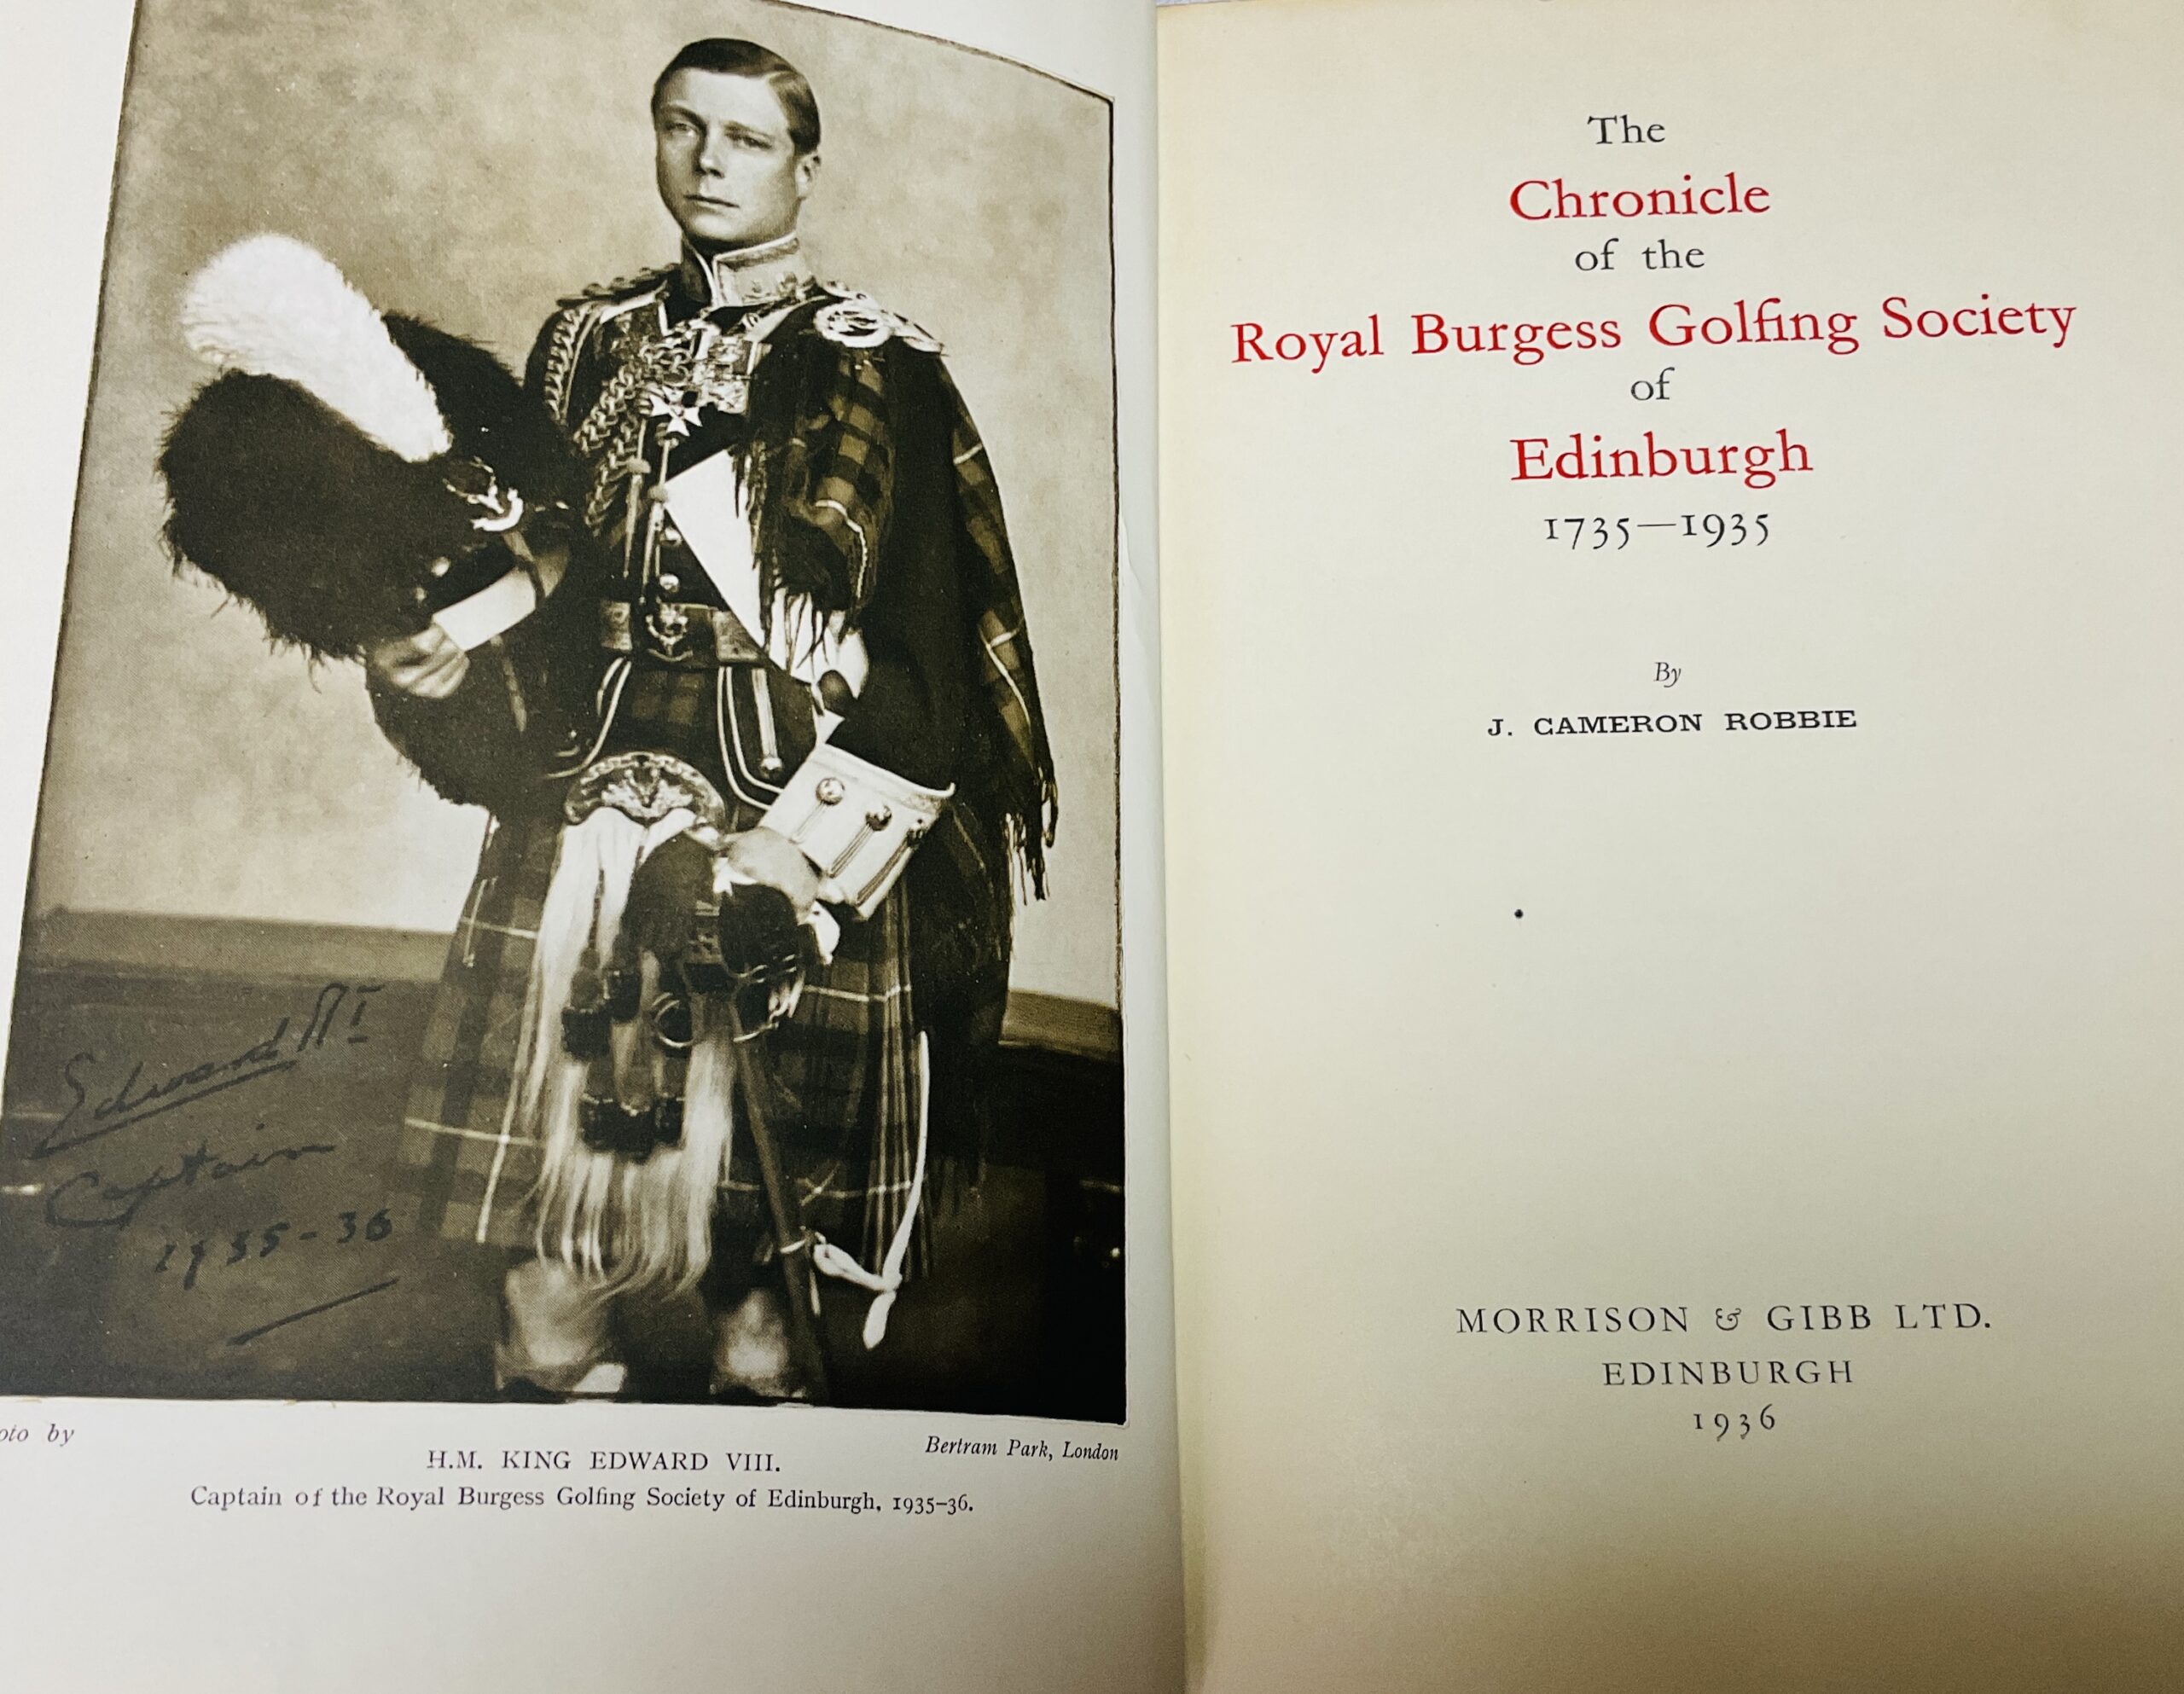 Edward R I
Captain
1935-36
oto by
Bertram Park, London
H.M. KING EDWARD VIII.
Captain of the Royal Burgess Golfing Society of Edinburgh, 1935–36.
The
Chronicle
of the
Royal Burgess Golfing Society
of
Edinburgh
1735—1935
By
J. CAMERON ROBBIE
MORRISON & GIBB LTD.
EDINBURGH
1936